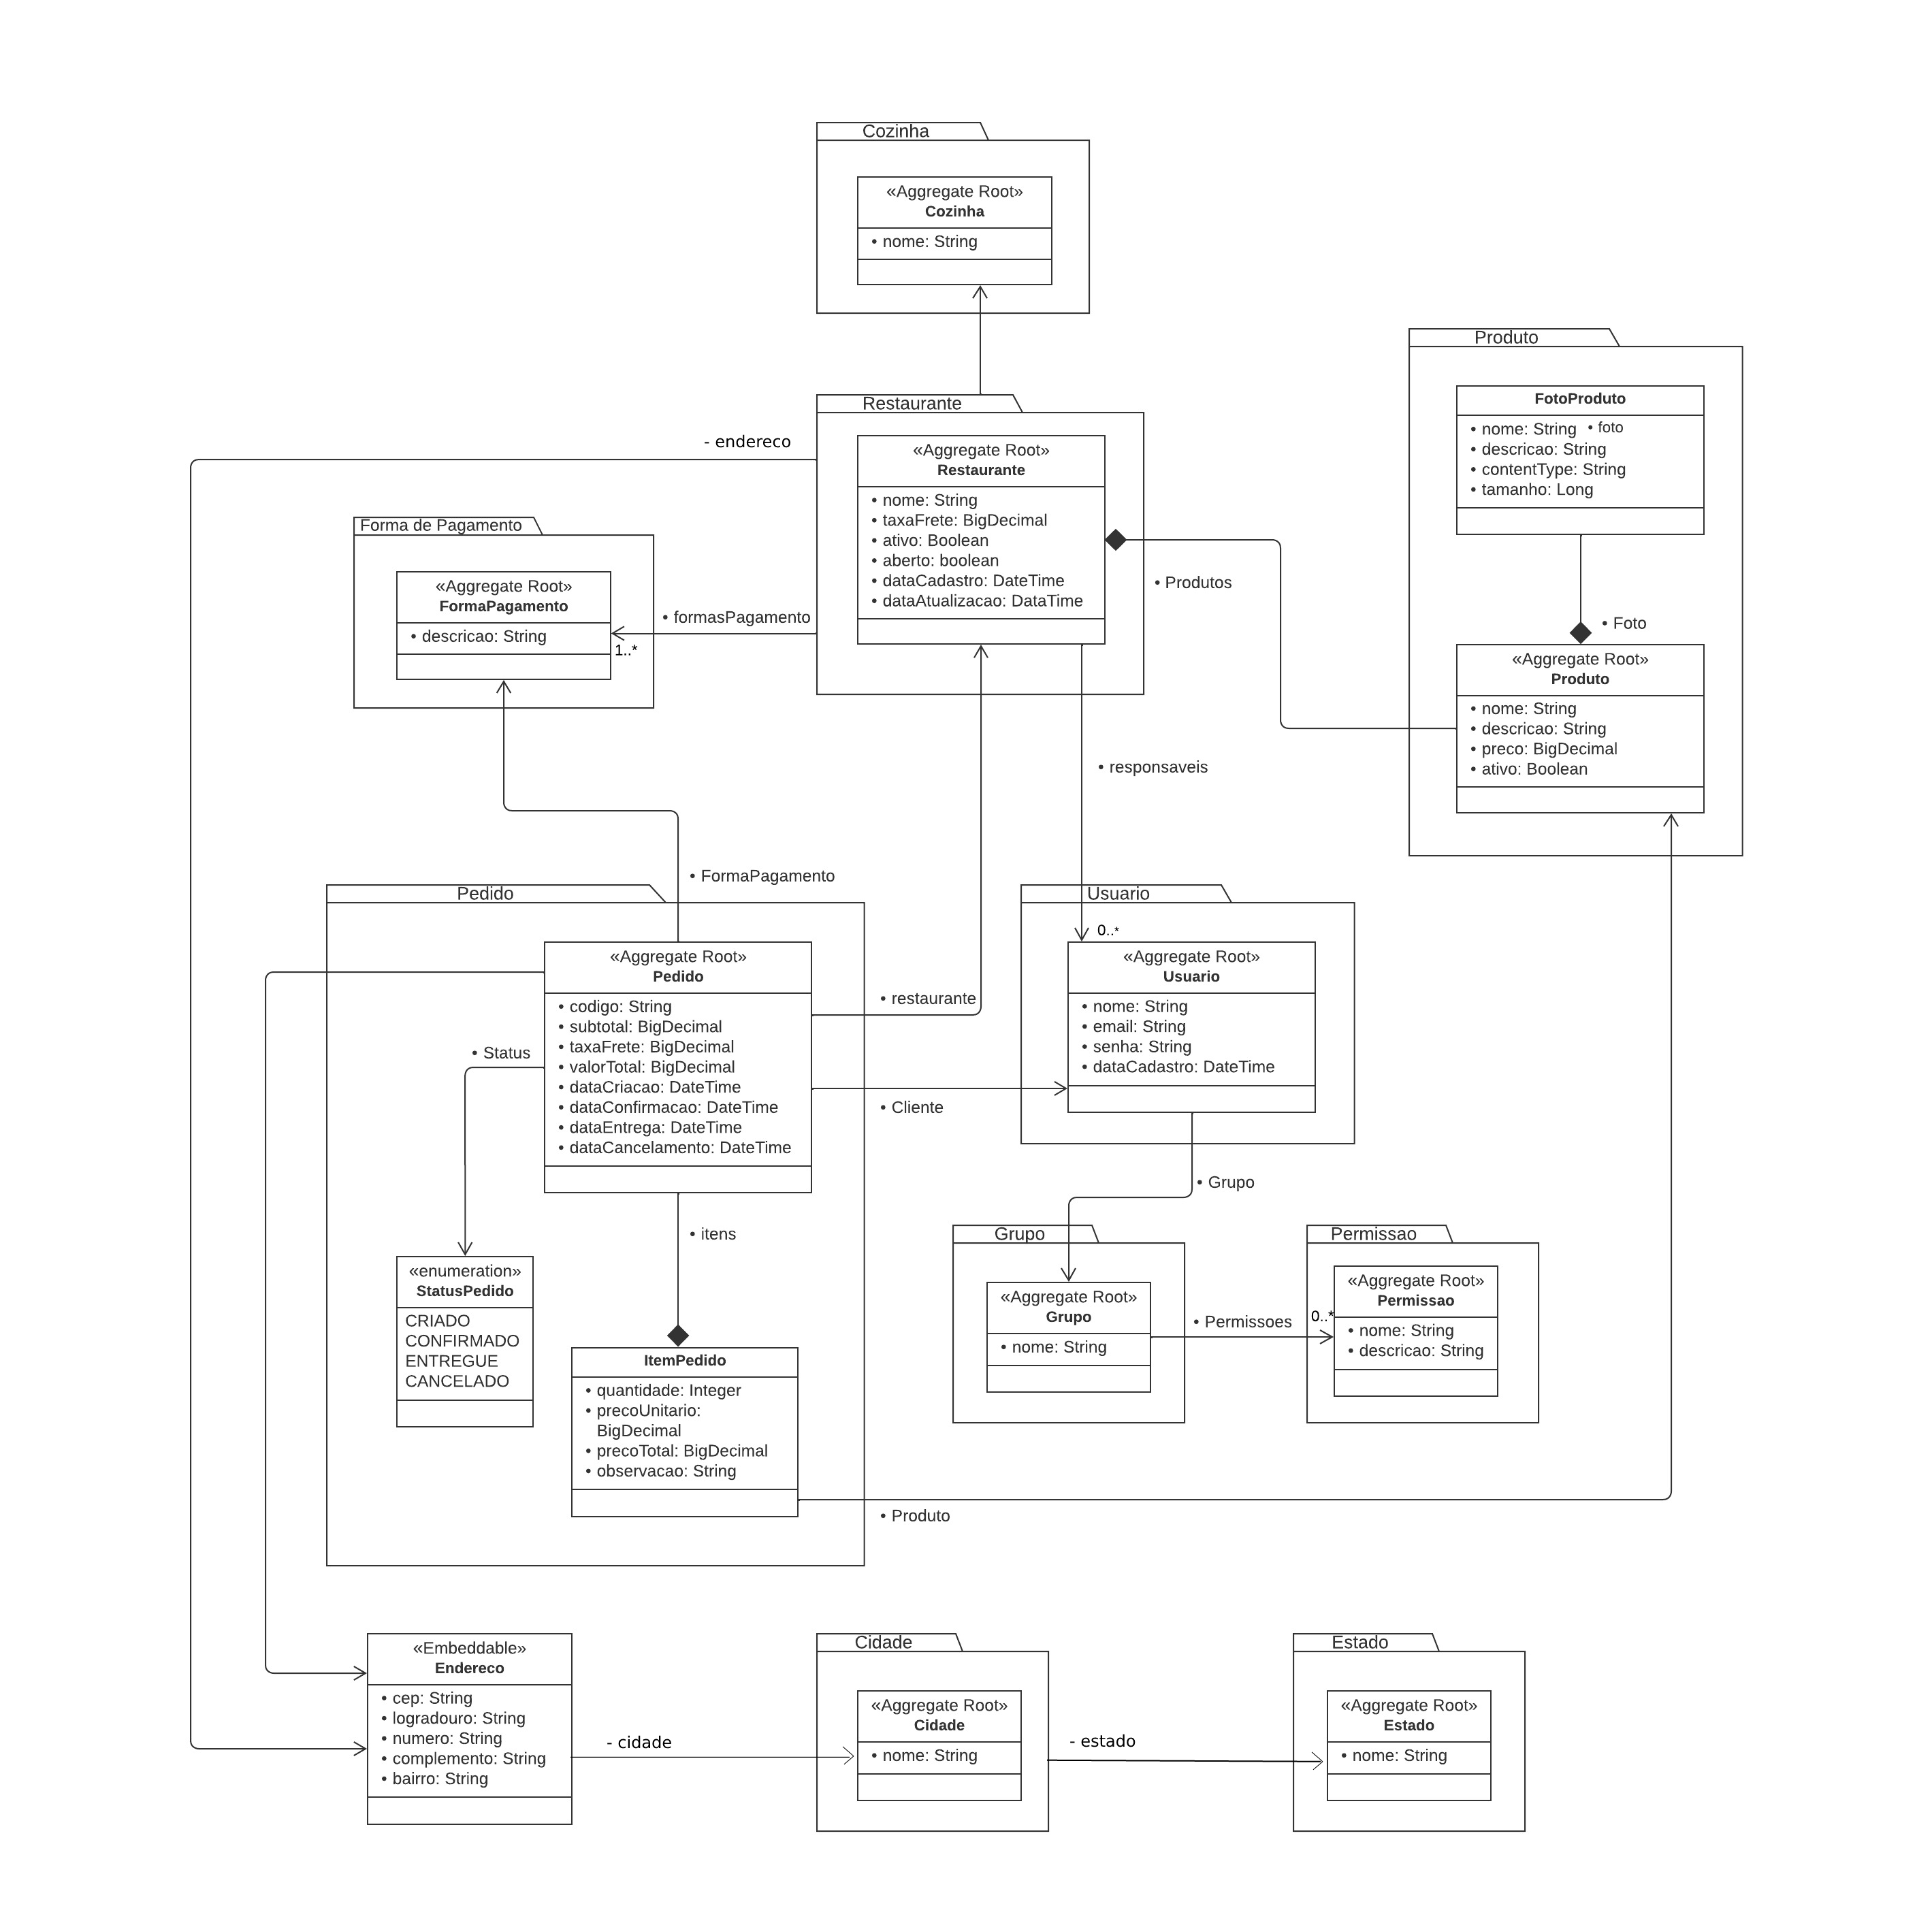 Cozinha
«Aggregate Root»
Cozinha
• nome: String
Produto
FotoProduto
• nome: String • foto
• descricao: String
• contentType: String
• tamanho: Long
• Foto
«Aggregate Root»
Produto
• nome: String
• descricao: String
• preco: BigDecimal
• ativo: Boolean
Restaurante
- endereco
«Aggregate Root»
Restaurante
• nome: String
• taxaFrete: BigDecimal
• ativo: Boolean
• aberto: boolean
• dataCadastro: DateTime
• dataAtualizacao: DataTime
• Produtos
Forma de Pagamento
«Aggregate Root»
FormaPagamento
• descricao: String
• formasPagamento
1..*
• responsaveis
• FormaPagamento
Pedido
«Aggregate Root»
Pedido
• codigo: String
• subtotal: BigDecimal
• taxaFrete: BigDecimal
• valorTotal: BigDecimal
• dataCriacao: DateTime
• dataConfirmacao: DateTime
• dataEntrega: DateTime
• dataCancelamento: DateTime
• restaurante
• Status
• Cliente
Usuario
0..*
«Aggregate Root»
Usuario
• nome: String
• email: String
• senha: String
• dataCadastro: DateTime
• Grupo
• itens
«enumeration»
StatusPedido
CRIADO
CONFIRMADO
ENTREGUE
CANCELADO
ItemPedido
• quantidade: Integer
• precoUnitario:
BigDecimal
• precoTotal: BigDecimal
• observacao: String
• Produto
Grupo
«Aggregate Root»
Grupo
• nome: String
• Permissoes
0..*
Permissao
«Aggregate Root»
Permissao
• nome: String
• descricao: String
«Embeddable»
Endereco
• cep: String
• logradouro: String
• numero: String
• complemento: String
• bairro: String
- cidade
Cidade
«Aggregate Root»
Cidade
• nome: String
- estado
Estado
«Aggregate Root»
Estado
• nome: String